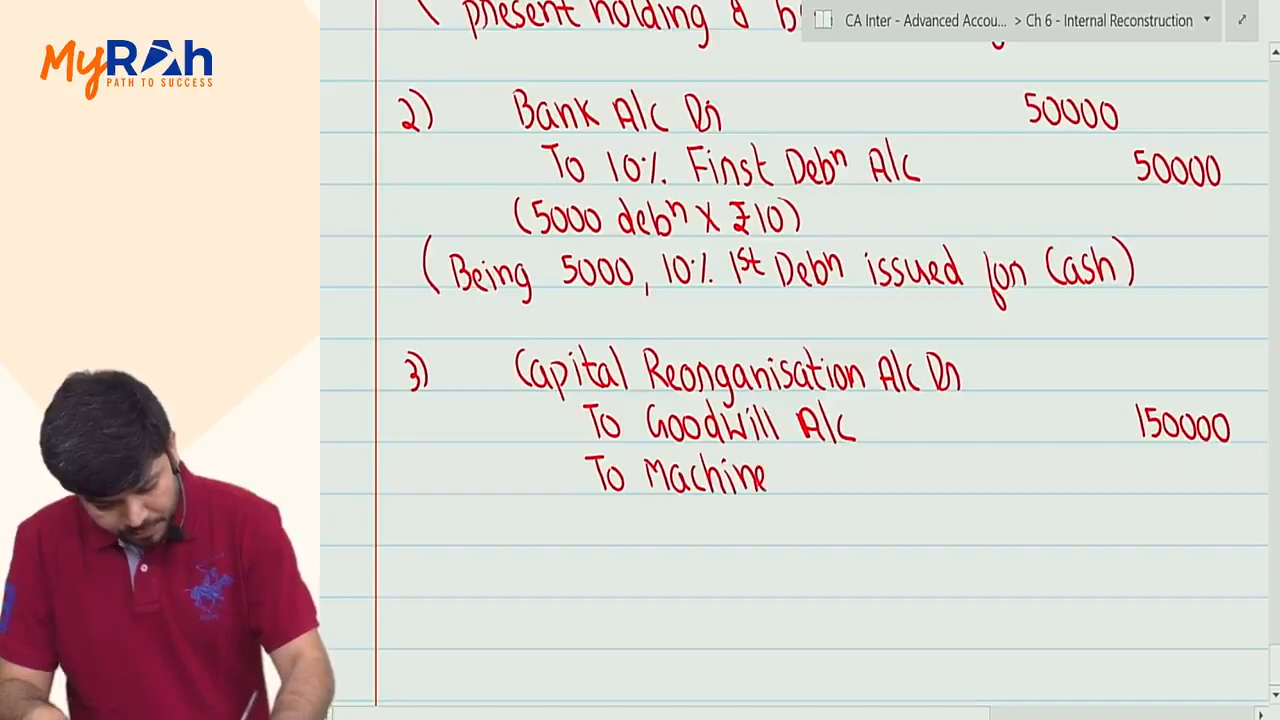 MyRAh
PATH TO SUCCESS
CA Inter - Advanced Accou... > Ch 6 - Internal Reconstruction
( present holding &
2) Bank A/c Dr 50000
To 10% First Debⁿ A/c 50000
(5000 debⁿ X ₹10)
(Being 5000, 10% 1st Debⁿ issued for Cash)
3) Capital Reorganisation A/c Dr
To Goodwill A/c 150000
To Machine